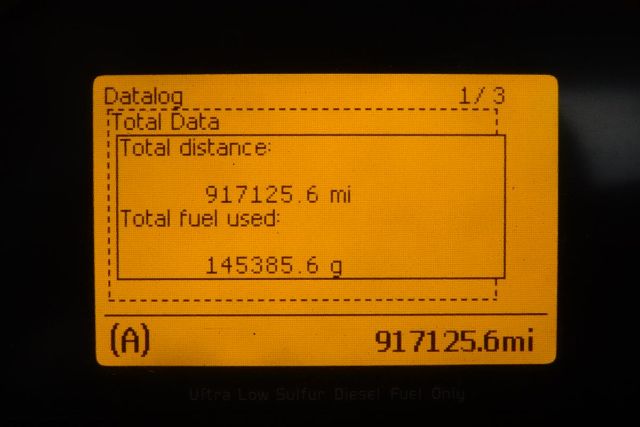 Datalog 1/3
Total Data
Total distance:
917125.6 mi
Total fuel used:
145385.6 g
(A) 917125.6mi
Ultra Low Sulfur Diesel Fuel Only